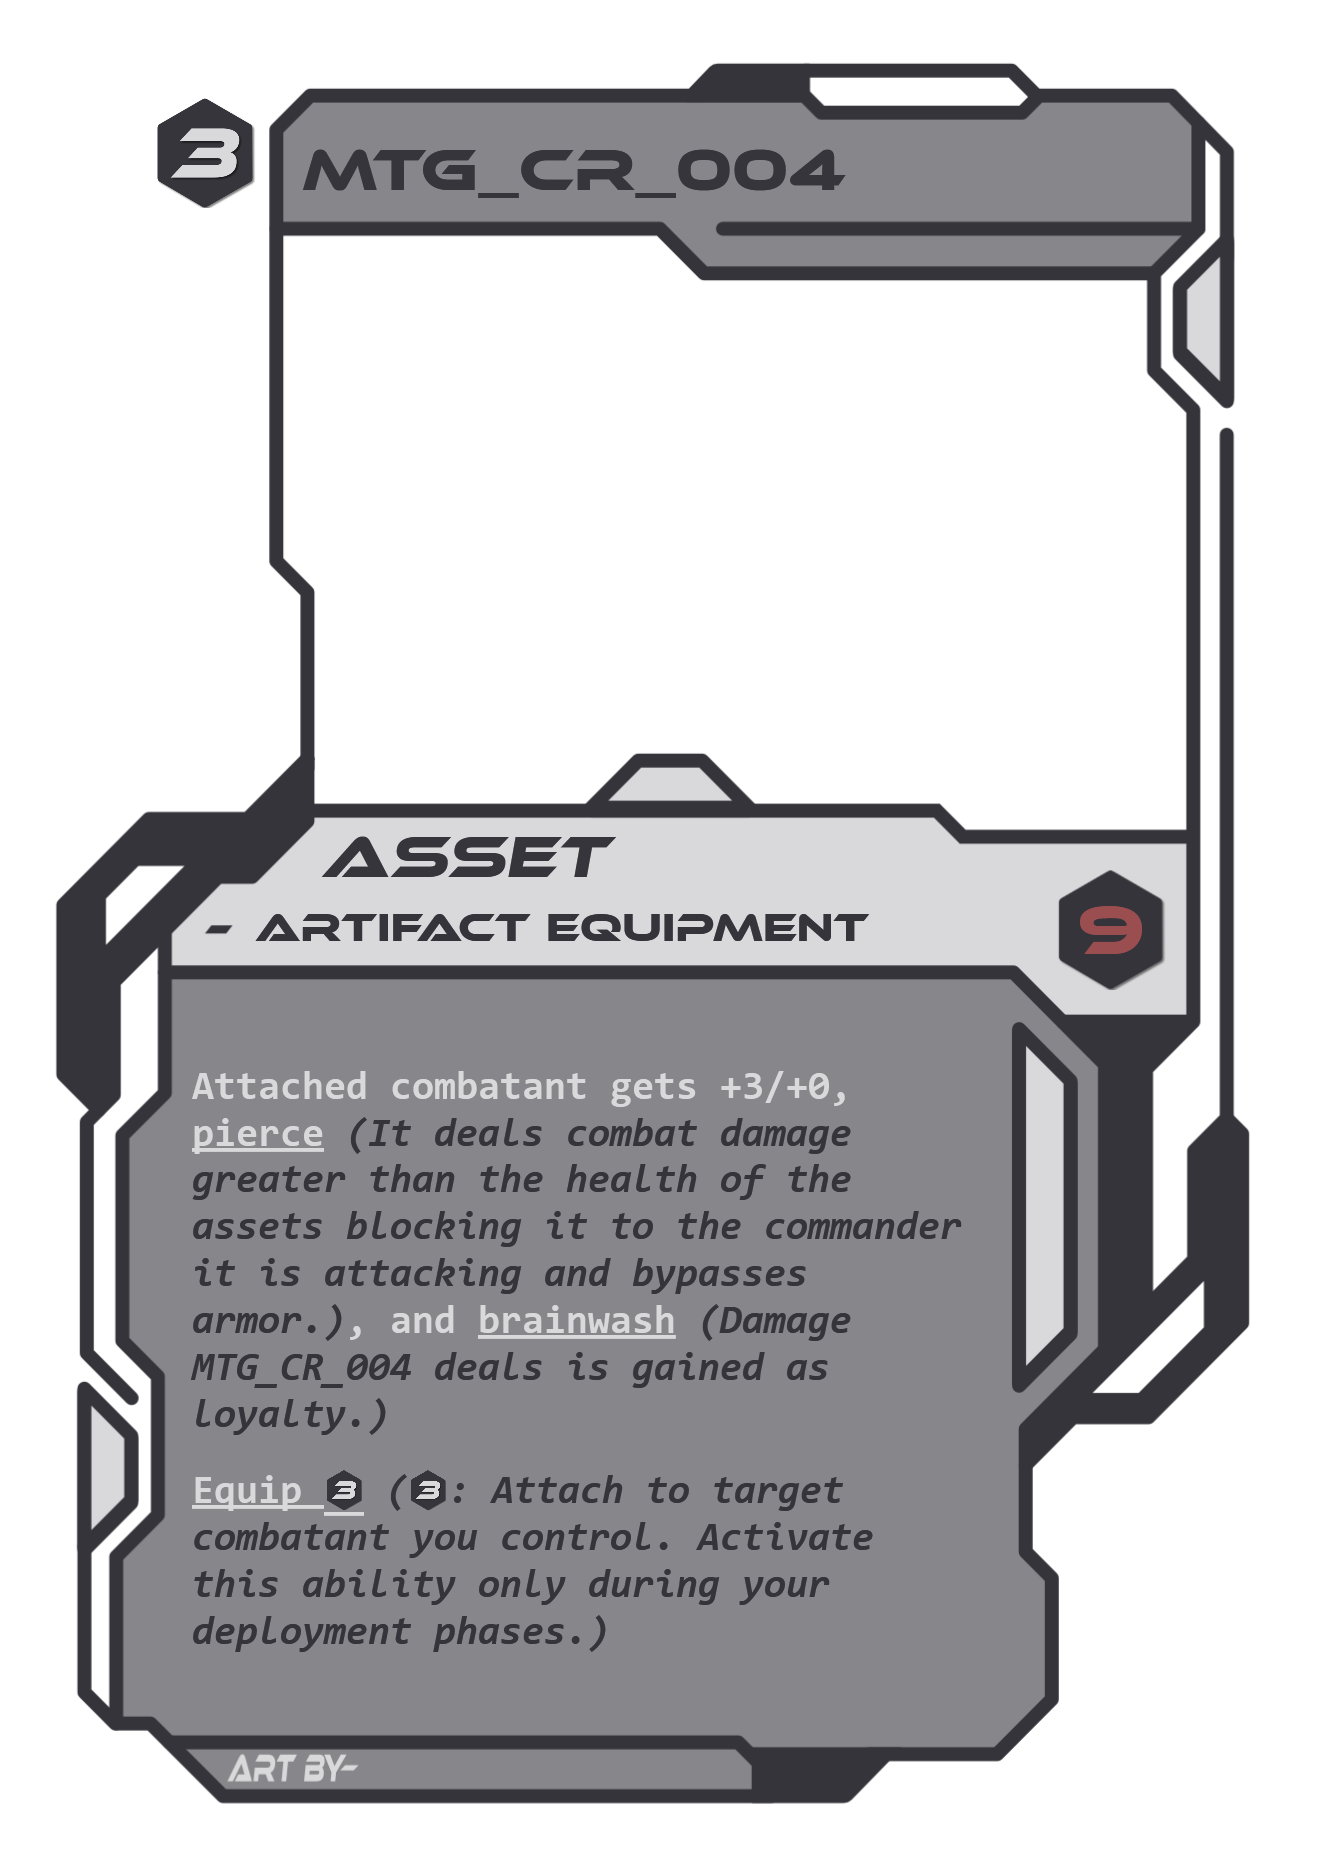 3
MTG_CR_004
ASSET
- ARTIFACT EQUIPMENT
9
Attached combatant gets +3/+0,
pierce (It deals combat damage
greater than the health of the
assets blocking it to the commander
it is attacking and bypasses
armor.), and brainwash (Damage
MTG_CR_004 deals is gained as
loyalty.)
Equip 3 (3: Attach to target
combatant you control. Activate
this ability only during your
deployment phases.)
ART BY-